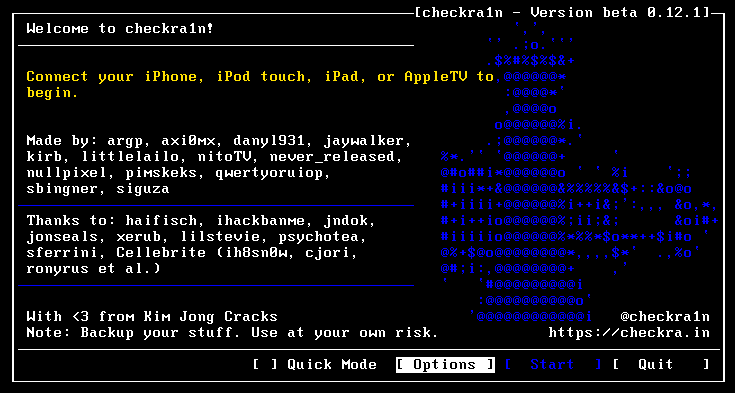 [checkra1n - Version beta 0.12.1]
Welcome to checkra1n!
Connect your iPhone, iPod touch, iPad, or AppleTV to
begin.
Made by: argp, axi0mx, danyl931, jaywalker,
kirb, littlelailo, nitoTV, never_released,
nullpixel, pimskeks, qwertyoruiop,
sbingner, siguza
Thanks to: haifisch, ihackbanme, jndok,
jonseals, xerub, lilstevie, psychotea,
sferrini, Cellebrite (ih8sn0w, cjori,
ronyrus et al.)
With <3 from Kim Jong Cracks
@checkra1n
Note: Backup your stuff. Use at your own risk.
https://checkra.in
[ ] Quick Mode [ Options ] [ Start ] [ Quit ]